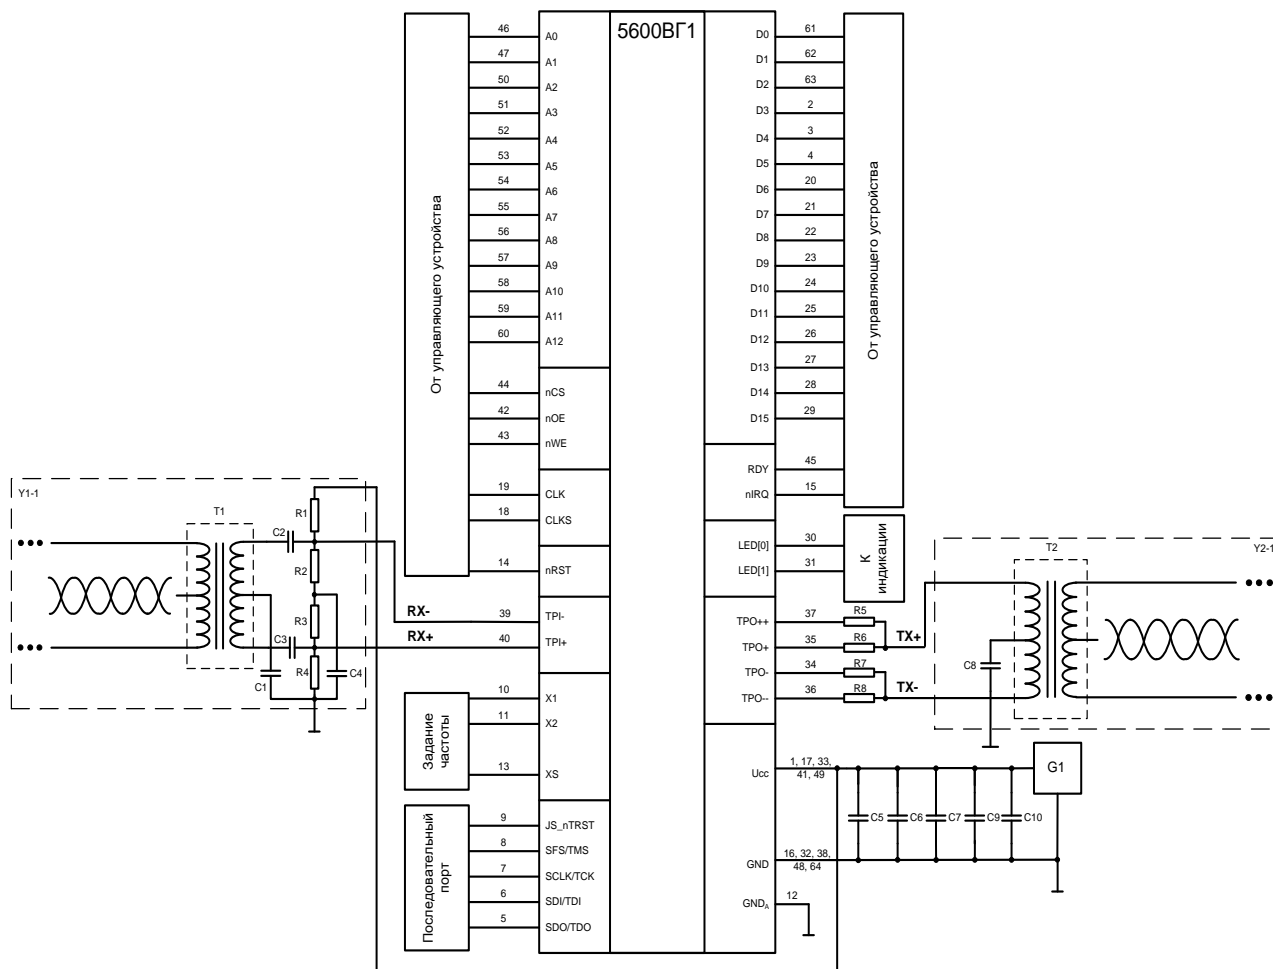 5600ВГ1
От управляющего устройства
46 A0
47 A1
50 A2
51 A3
52 A4
53 A5
54 A6
55 A7
56 A8
57 A9
58 A10
59 A11
60 A12
44 nCS
42 nOE
43 nWE
19 CLK
18 CLKS
14 nRST
RX- 39 TPI-
RX+ 40 TPI+
10 X1
11 X2
13 XS
Задание
частоты
9 JS_nTRST
8 SFS/TMS
7 SCLK/TCK
6 SDI/TDI
5 SDO/TDO
Последовательный
порт
Y1-1
T1
C2
R1
R2
R3
C3
R4
C1
C4
D0 61
D1 62
D2 63
D3 2
D4 3
D5 4
D6 20
D7 21
D8 22
D9 23
D10 24
D11 25
D12 26
D13 27
D14 28
D15 29
RDY 45
nIRQ 15
От управляющего устройства
LED[0] 30
LED[1] 31
К
индикации
TPO++ 37 R5
TPO+ 35 R6 TX+
TPO- 34 R7
TPO-- 36 R8 TX-
T2
Y2-1
C8
Ucc 1, 17, 33,
41, 49
G1
C5 C6 C7 C9 C10
GND 16, 32, 38,
48, 64
GNDA 12